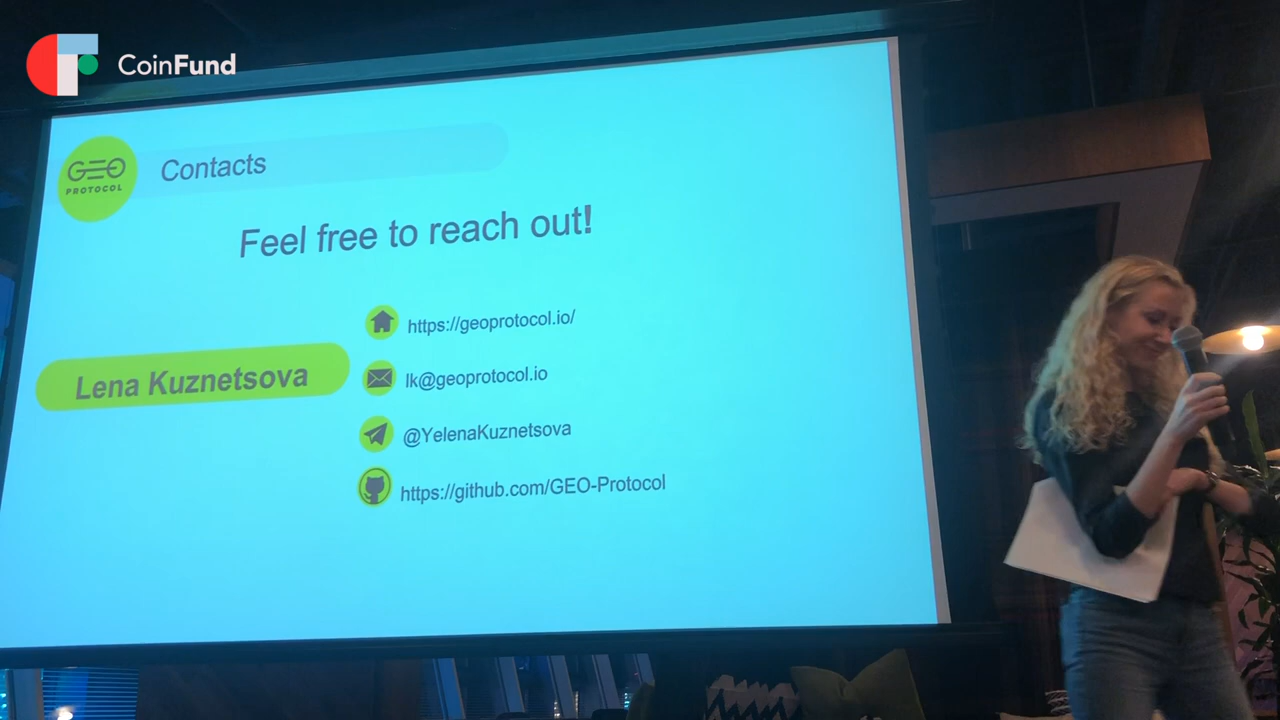 CoinFund
GEO
PROTOCOL
Contacts
Feel free to reach out!
Lena Kuznetsova
https://geoprotocol.io/
lk@geoprotocol.io
@YelenaKuznetsova
https://github.com/GEO-Protocol